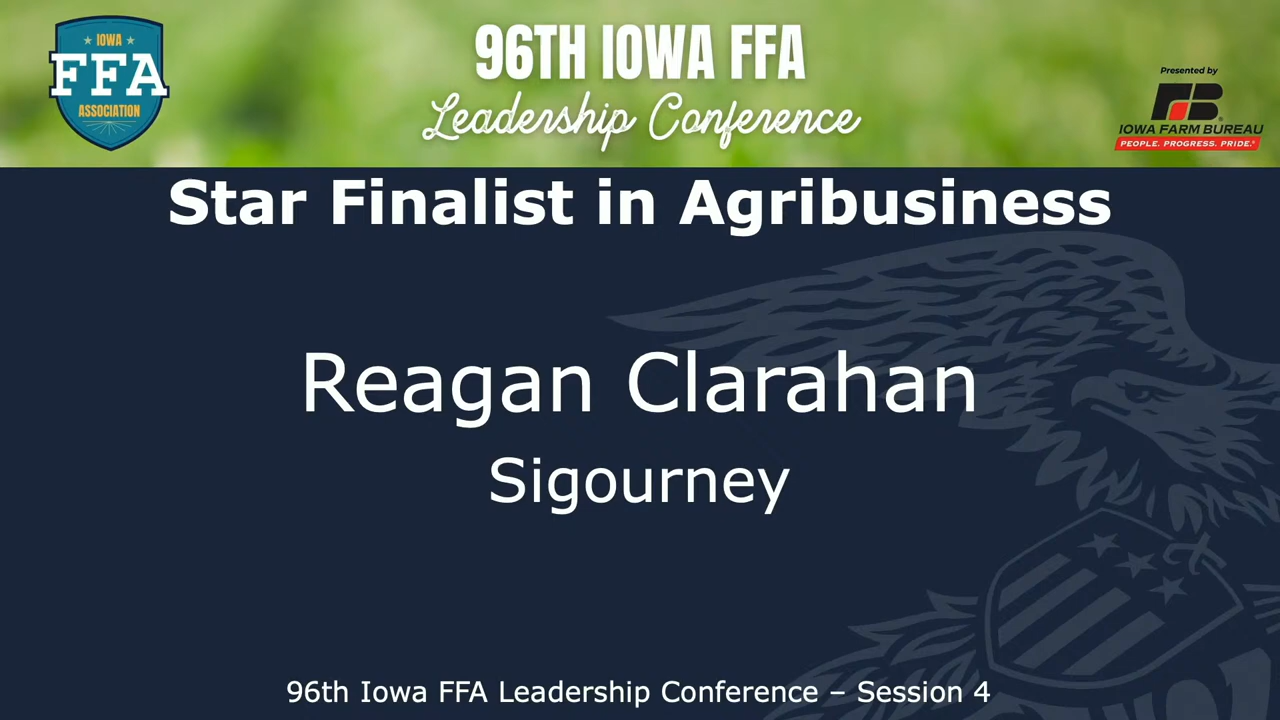 ★ IOWA ★
FFA
ASSOCIATION
96TH IOWA FFA
Leadership Conference
Presented by
FB
IOWA FARM BUREAU
PEOPLE. PROGRESS. PRIDE.®
Star Finalist in Agribusiness
Reagan Clarahan
Sigourney
96th Iowa FFA Leadership Conference – Session 4